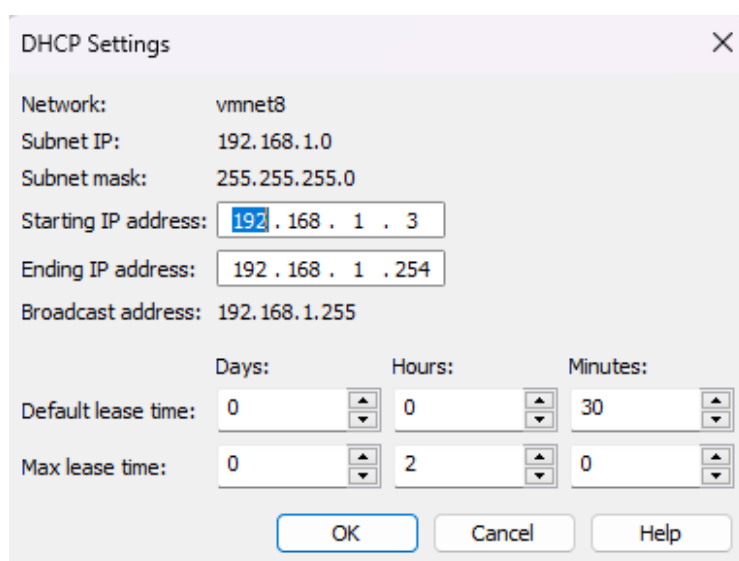 DHCP Settings
Network: vmnet8
Subnet IP: 192.168.1.0
Subnet mask: 255.255.255.0
Starting IP address: 192 . 168 . 1 . 3
Ending IP address: 192 . 168 . 1 . 254
Broadcast address: 192.168.1.255
Days: Hours: Minutes:
Default lease time: 0 0 30
Max lease time: 0 2 0
OK Cancel Help